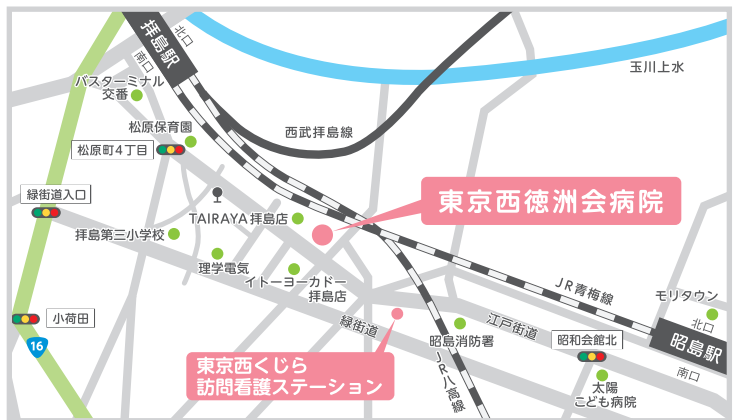 拝島駅
北口
南口
玉川上水
バスターミナル
交番
松原保育園
松原町4丁目
西武拝島線
緑街道入口
TAIRAYA拝島店
東京西徳洲会病院
拝島第三小学校
理学電気
イトーヨーカドー
拝島店
JR青梅線
モリタウン
北口
昭島駅
南口
小荷田
16
緑街道
江戸街道
昭島消防署
昭和会館北
東京西くじら
訪問看護ステーション
JR八高線
太陽
こども病院